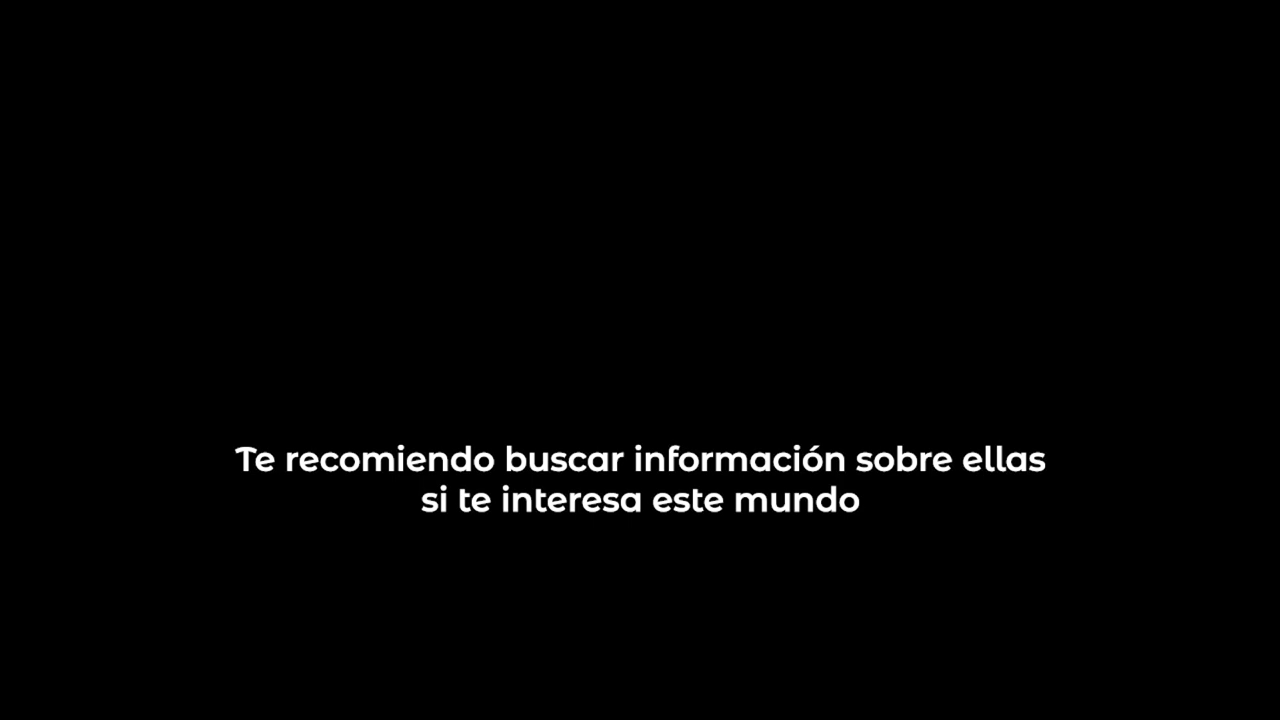 Te recomiendo buscar información sobre ellas
si te interesa este mundo